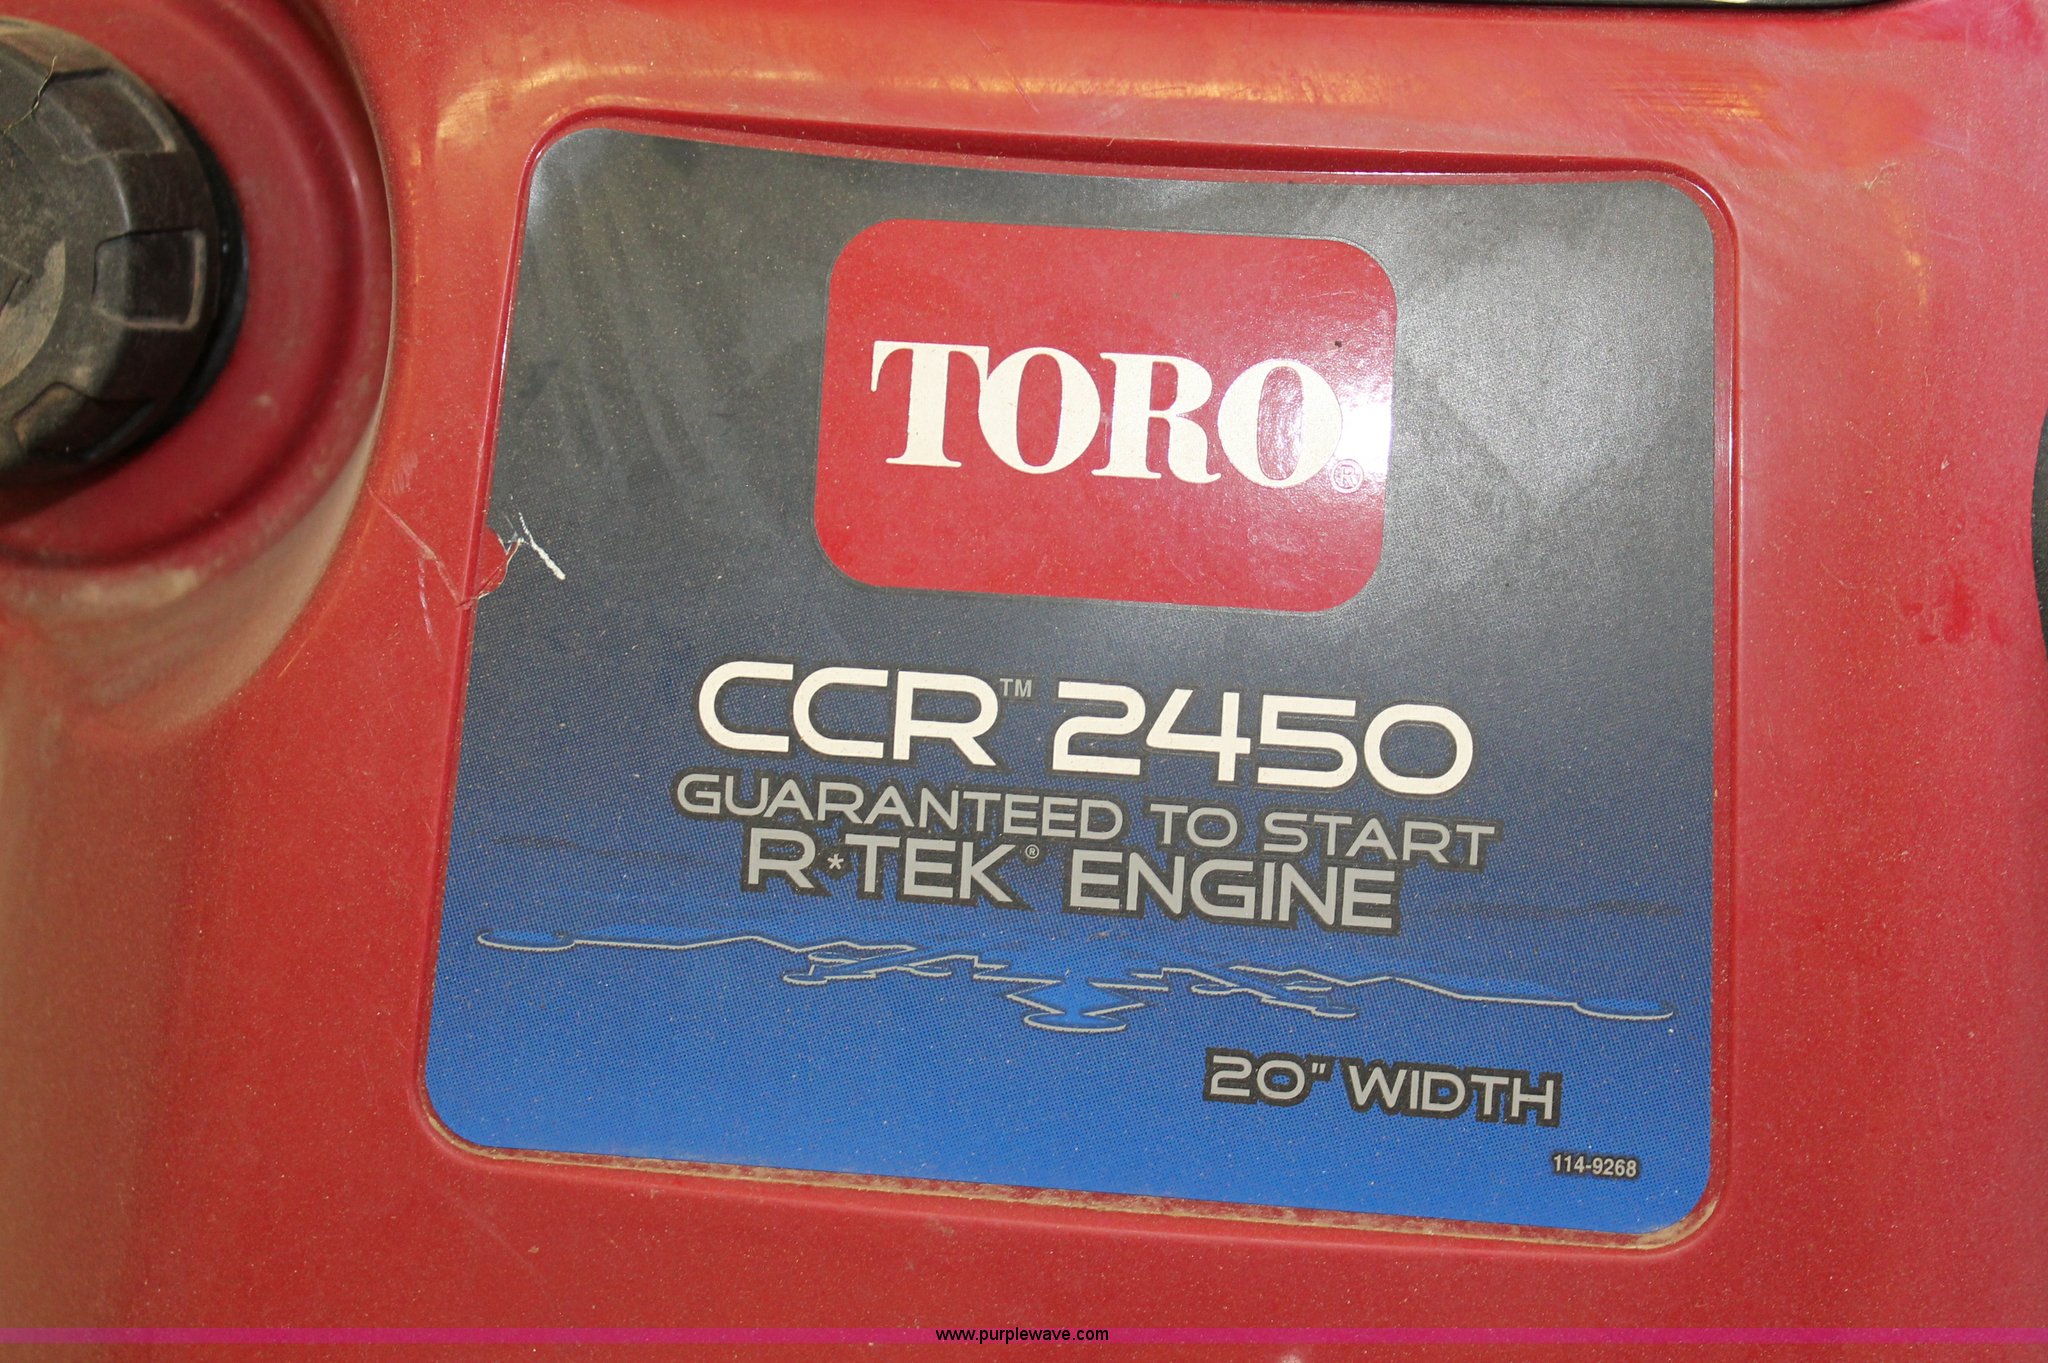 TORO®
CCR™ 2450
GUARANTEED TO START
R*TEK® ENGINE
20" WIDTH
114-9268
www.purplewave.com